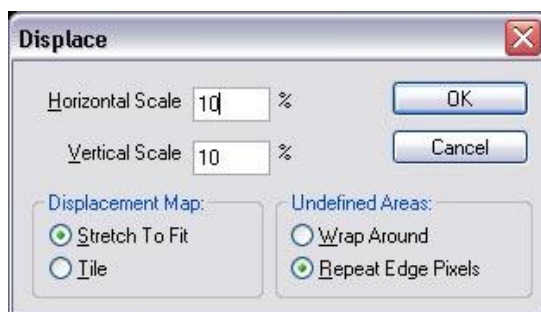 Displace
Horizontal Scale 10 % OK
Vertical Scale 10 % Cancel
Displacement Map: Undefined Areas:
Stretch To Fit Wrap Around
Tile Repeat Edge Pixels